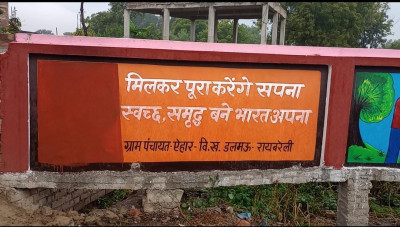 मिलकर पूरा करेंगे सपना
स्वच्छ, समृद्ध बने भारत अपना
ग्राम पंचायत-ऐहार-वि.ख. डलमऊ-रायबरेली